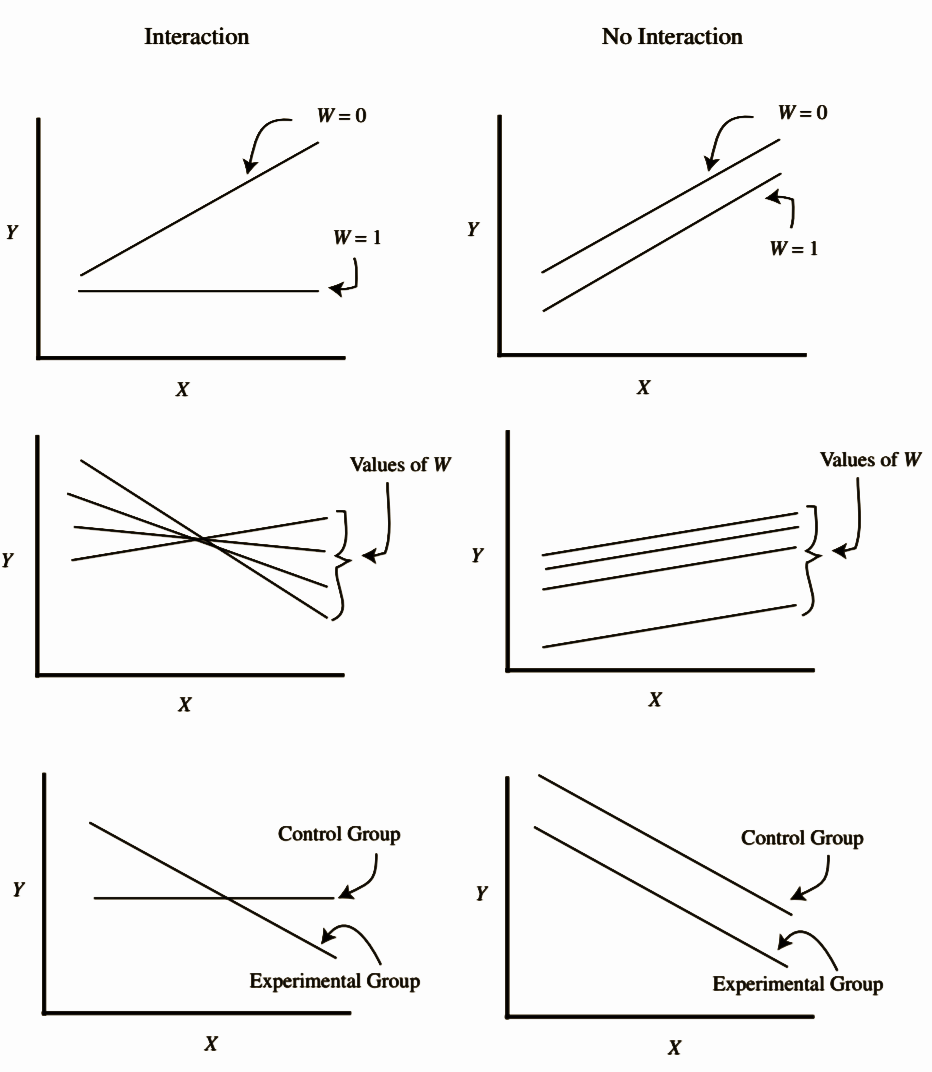 Interaction
No Interaction
W = 0
W = 1
Y
X
W = 0
W = 1
Y
X
Values of W
Y
X
Values of W
Y
X
Control Group
Y
Experimental Group
X
Control Group
Y
Experimental Group
X